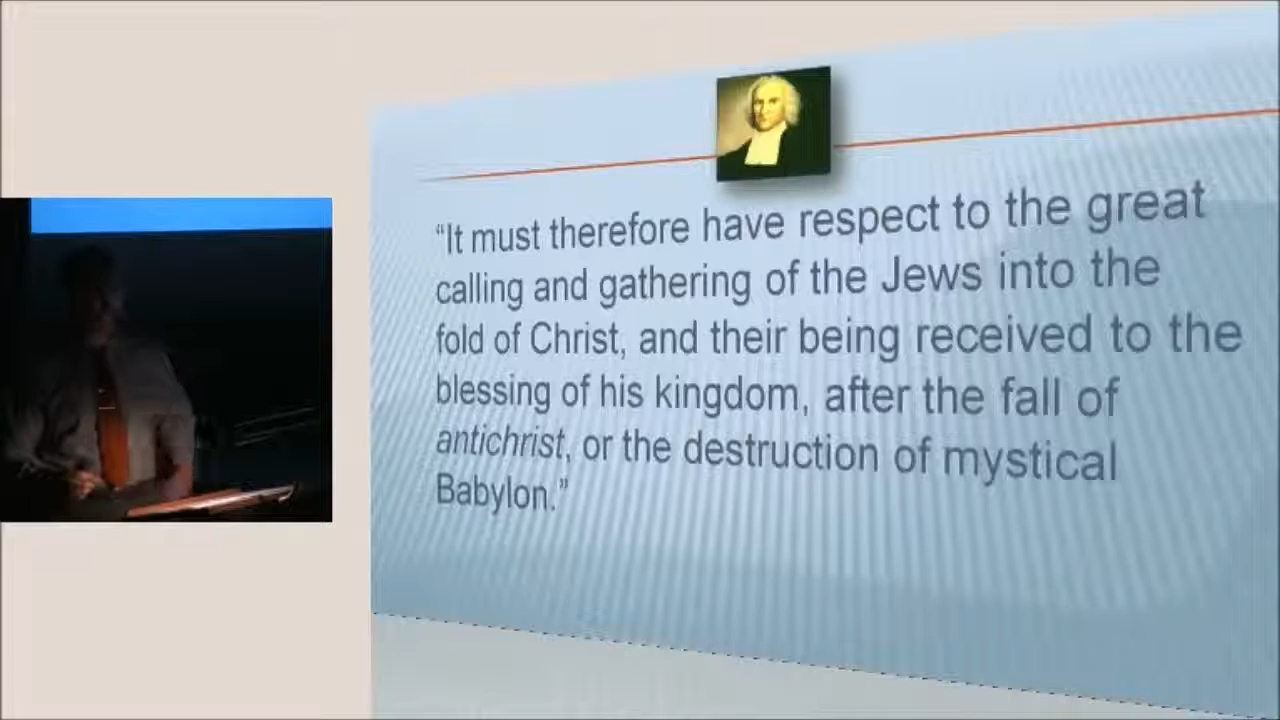 “It must therefore have respect to the great
calling and gathering of the Jews into the
fold of Christ, and their being received to the
blessing of his kingdom, after the fall of
antichrist, or the destruction of mystical
Babylon.”